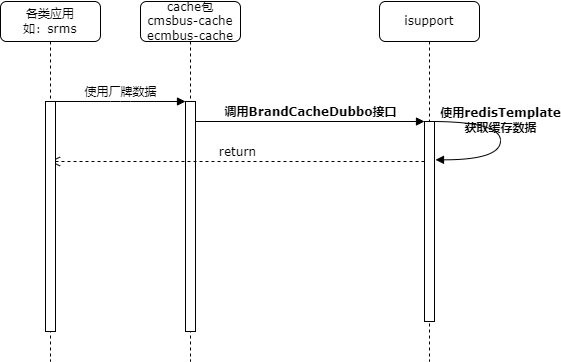 各类应用
如：srms
cache包
cmsbus-cache
ecmbus-cache
isupport
使用厂牌数据
调用BrandCacheDubbo接口
使用redisTemplate
获取缓存数据
return